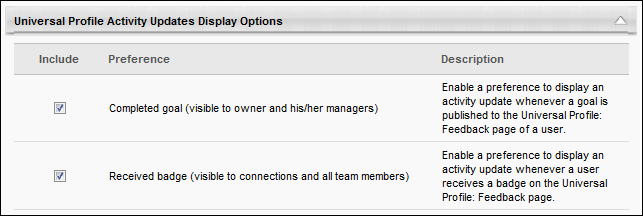 Universal Profile Activity Updates Display Options
Include Preference Description
Completed goal (visible to owner and his/her managers)
Enable a preference to display an
activity update whenever a goal is
published to the Universal Profile:
Feedback page of a user.
Received badge (visible to connections and all team members)
Enable a preference to display an
activity update whenever a user
receives a badge on the Universal
Profile: Feedback page.